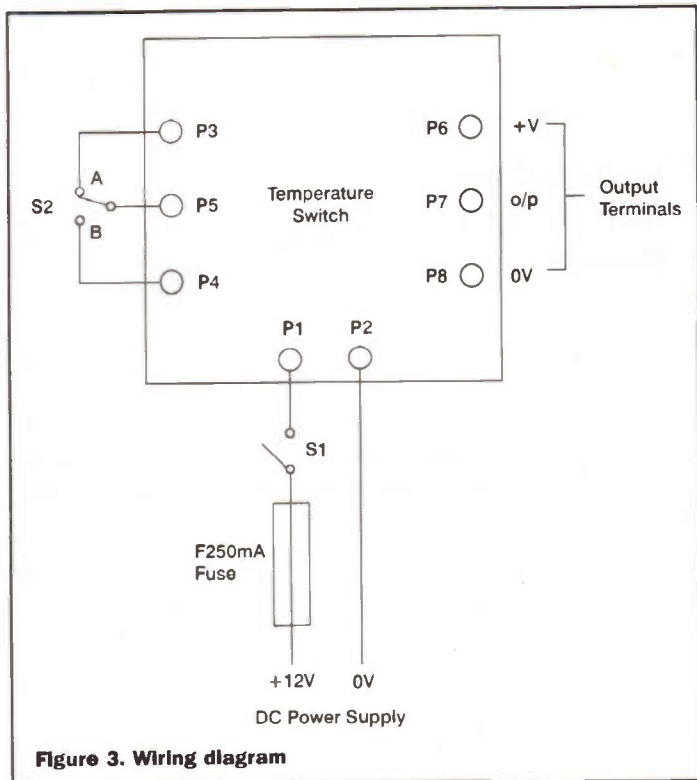 P3
P6
+V
A
S2
P5
Temperature
Switch
P7
o/p
Output
Terminals
B
P4
P8
0V
P1
P2
S1
F250mA
Fuse
+12V
0V
DC Power Supply
Figure 3. Wiring diagram